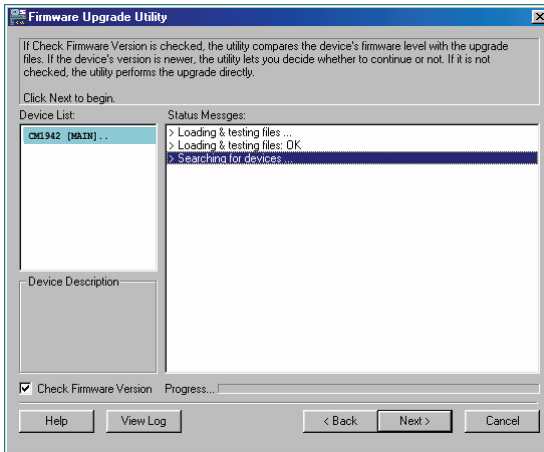 Firmware Upgrade Utility
If Check Firmware Version is checked, the utility compares the device's firmware level with the upgrade
files. If the device's version is newer, the utility lets you decide whether to continue or not. If it is not
checked, the utility performs the upgrade directly.
Click Next to begin.
Device List:
Status Messges:
CM1942 [MAIN]..
> Loading & testing files ...
> Loading & testing files: OK
> Searching for devices ...
Device Description
Check Firmware Version
Progress...
Help
View Log
< Back
Next >
Cancel